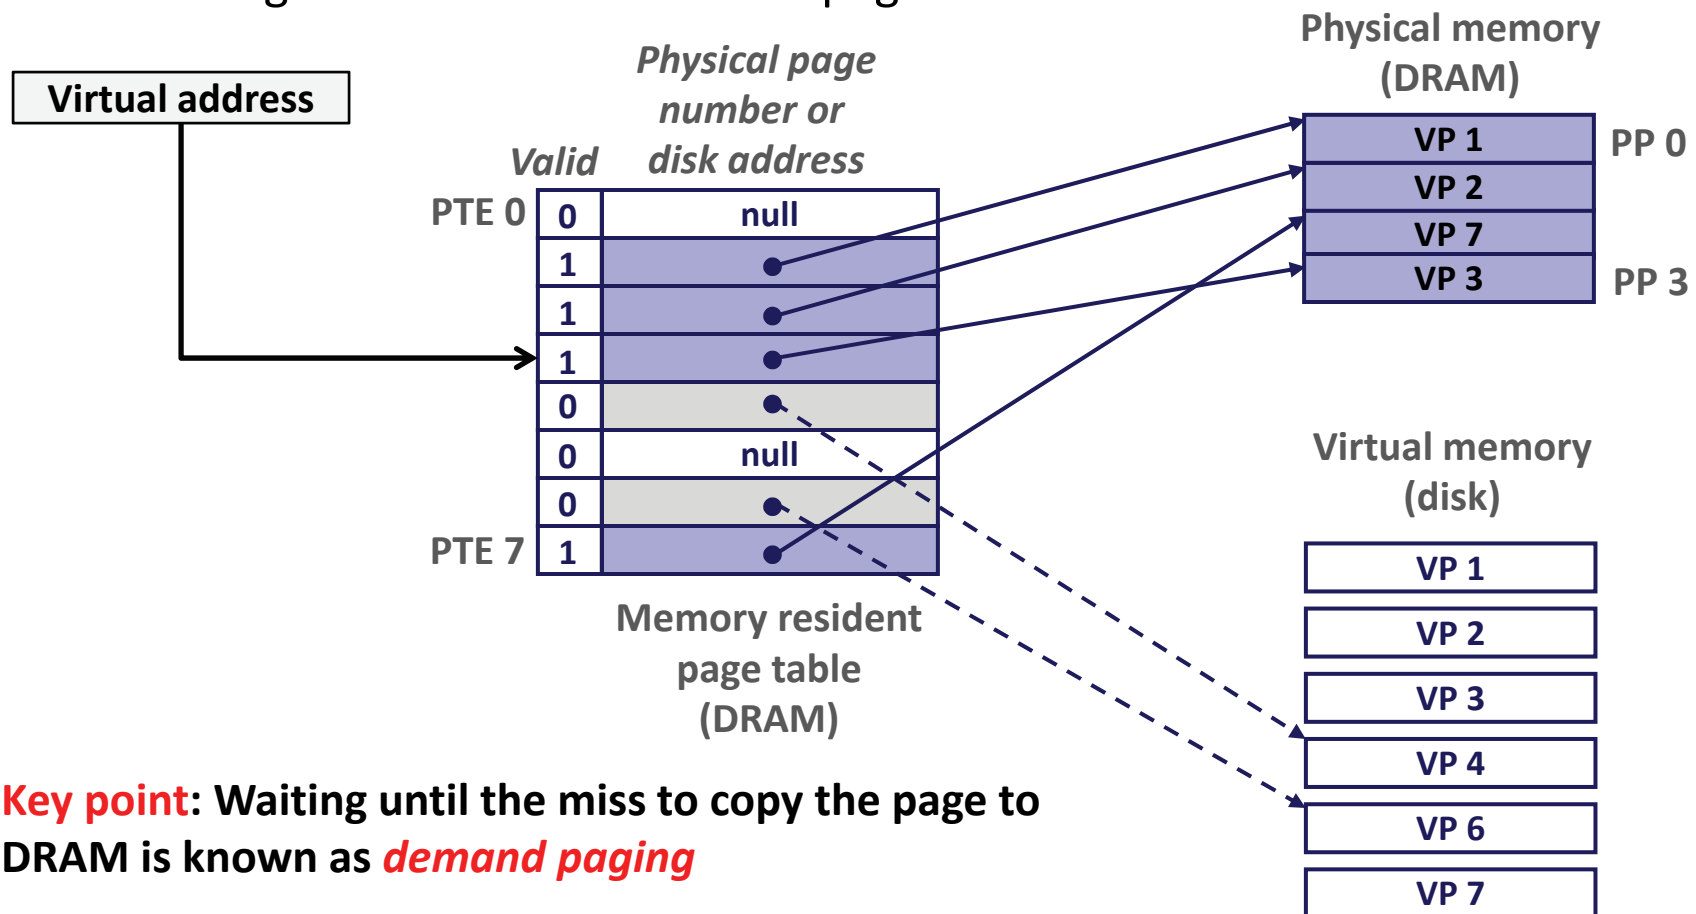 Virtual address
Physical page
number or
disk address
Valid
PTE 0
0 null
1
1
1
0
0 null
0
PTE 7 1
Memory resident
page table
(DRAM)
Physical memory
(DRAM)
VP 1 PP 0
VP 2
VP 7
VP 3 PP 3
Virtual memory
(disk)
VP 1
VP 2
VP 3
VP 4
VP 6
VP 7
Key point: Waiting until the miss to copy the page to
DRAM is known as demand paging